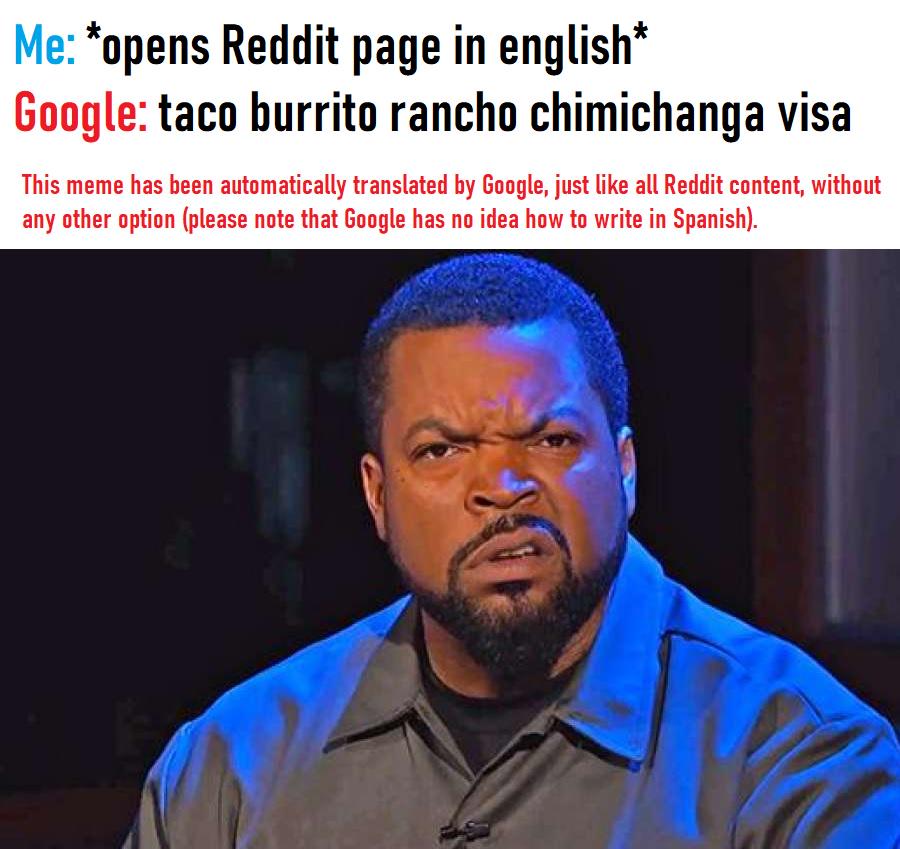 Me: *opens Reddit page in english*
Google: taco burrito rancho chimichanga visa
This meme has been automatically translated by Google, just like all Reddit content, without
any other option (please note that Google has no idea how to write in Spanish).